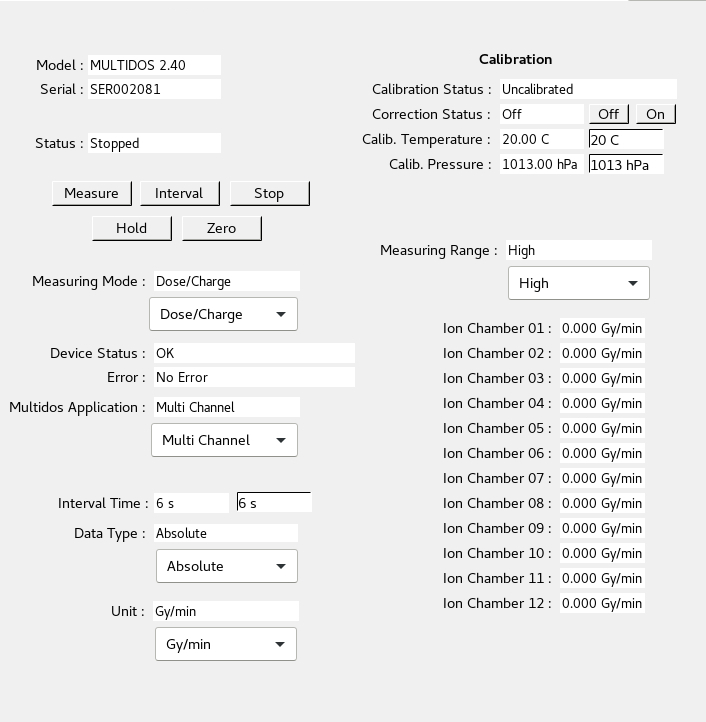 Model : MULTIDOS 2.40
Serial : SER002081
Status : Stopped
Measure Interval Stop
Hold Zero
Measuring Mode : Dose/Charge
Dose/Charge
Device Status : OK
Error : No Error
Multidos Application : Multi Channel
Multi Channel
Interval Time : 6 s 6 s
Data Type : Absolute
Absolute
Unit : Gy/min
Gy/min
Calibration
Calibration Status : Uncalibrated
Correction Status : Off Off On
Calib. Temperature : 20.00 C 20 C
Calib. Pressure : 1013.00 hPa 1013 hPa
Measuring Range : High
High
Ion Chamber 01 : 0.000 Gy/min
Ion Chamber 02 : 0.000 Gy/min
Ion Chamber 03 : 0.000 Gy/min
Ion Chamber 04 : 0.000 Gy/min
Ion Chamber 05 : 0.000 Gy/min
Ion Chamber 06 : 0.000 Gy/min
Ion Chamber 07 : 0.000 Gy/min
Ion Chamber 08 : 0.000 Gy/min
Ion Chamber 09 : 0.000 Gy/min
Ion Chamber 10 : 0.000 Gy/min
Ion Chamber 11 : 0.000 Gy/min
Ion Chamber 12 : 0.000 Gy/min